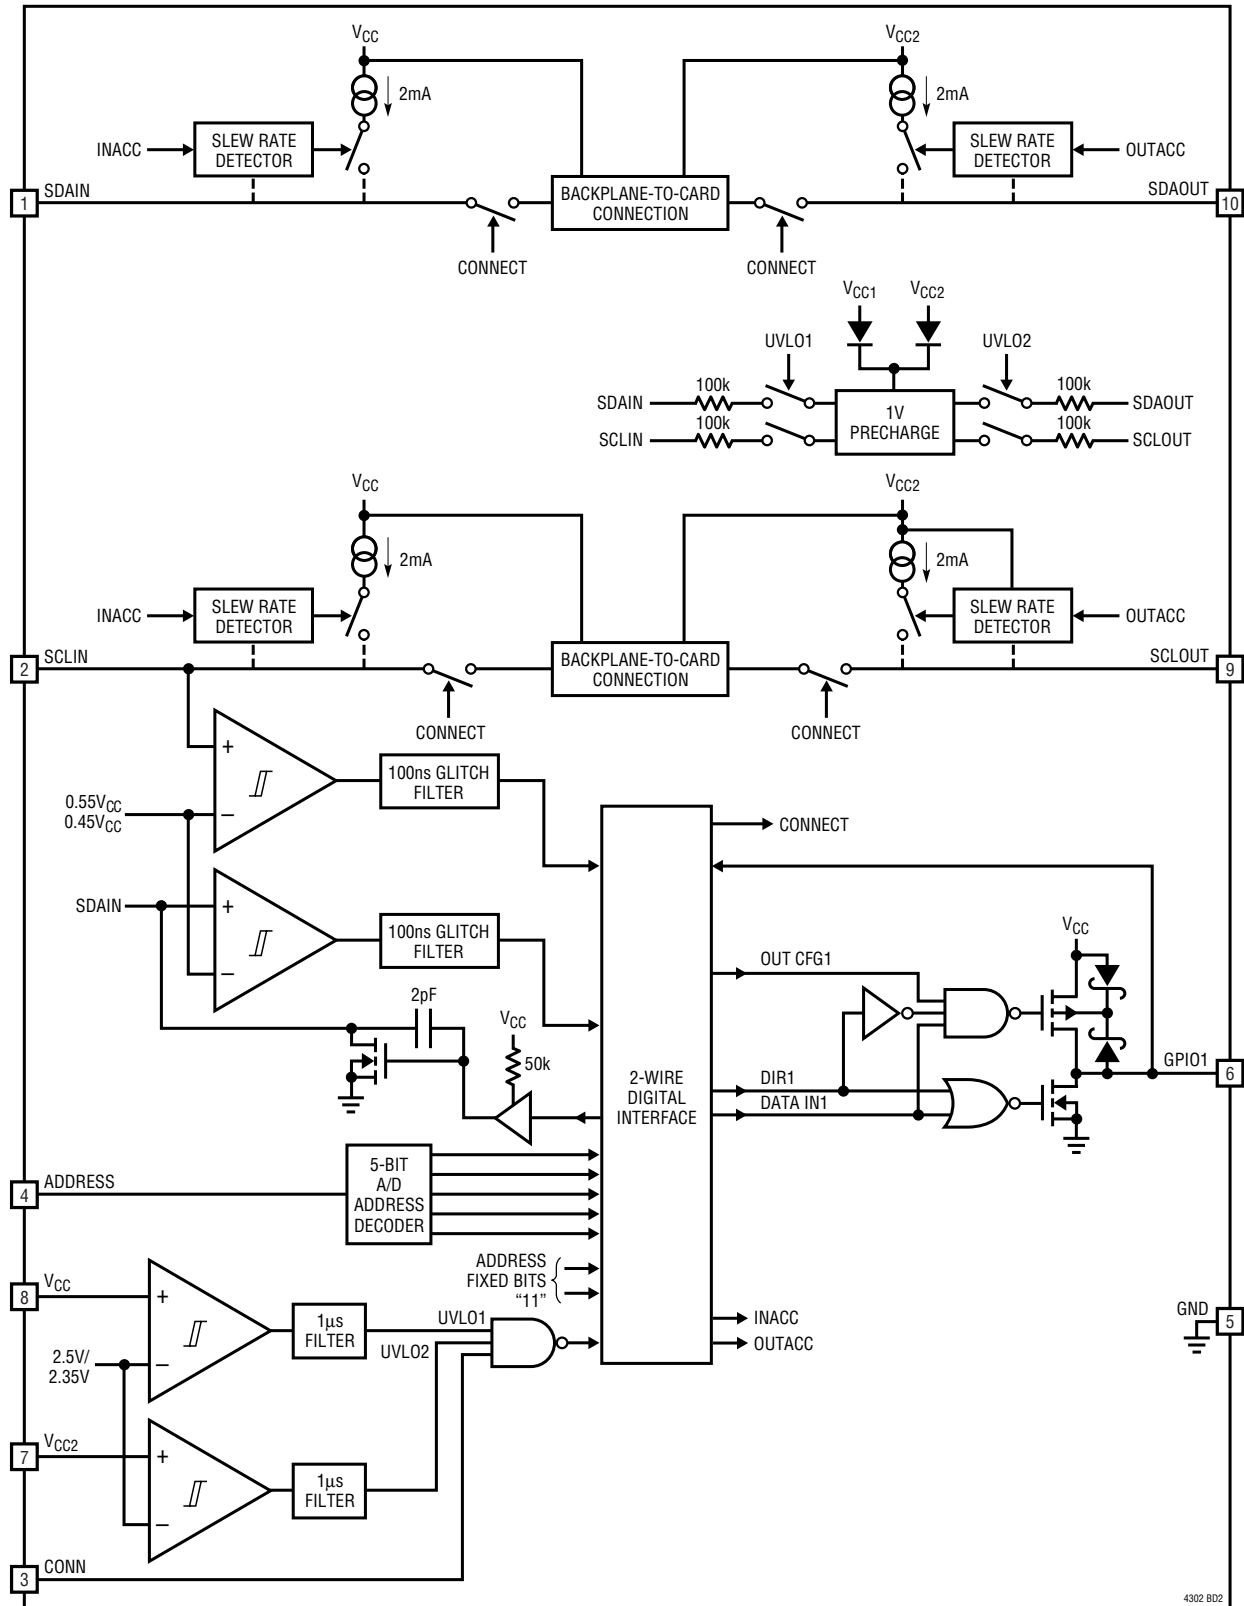 VCC
VCC2
2mA
2mA
INACC
SLEW RATE
DETECTOR
SLEW RATE
DETECTOR
OUTACC
1
SDAIN
BACKPLANE-TO-CARD
CONNECTION
SDAOUT
10
CONNECT
CONNECT
VCC1
VCC2
UVLO1
UVLO2
SDAIN
100k
1V
PRECHARGE
100k
SDAOUT
SCLIN
100k
100k
SCLOUT
VCC
VCC2
2mA
2mA
INACC
SLEW RATE
DETECTOR
SLEW RATE
DETECTOR
OUTACC
2
SCLIN
BACKPLANE-TO-CARD
CONNECTION
SCLOUT
9
CONNECT
CONNECT
+
–
0.55VCC
0.45VCC
100ns GLITCH
FILTER
CONNECT
SDAIN
+
–
100ns GLITCH
FILTER
2pF
VCC
50k
2-WIRE
DIGITAL
INTERFACE
OUT CFG1
VCC
DIR1
DATA IN1
GPIO1
6
4
ADDRESS
5-BIT
A/D
ADDRESS
DECODER
ADDRESS
FIXED BITS
“11”
8
VCC
+
–
2.5V/
2.35V
1µs
FILTER
UVLO1
UVLO2
INACC
OUTACC
GND
5
7
VCC2
+
–
1µs
FILTER
3
CONN
4302 BD2